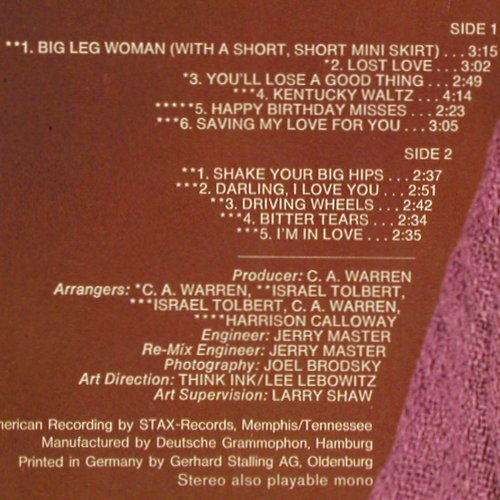 SIDE 1
**1. BIG LEG WOMAN (WITH A SHORT, SHORT MINI SKIRT) . . . 3:15
*2. LOST LOVE . . . 3:02
*3. YOU'LL LOSE A GOOD THING . . . 2:49
***4. KENTUCKY WALTZ . . . 4:14
*****5. HAPPY BIRTHDAY MISSES . . . 2:23
***6. SAVING MY LOVE FOR YOU . . . 3:05
SIDE 2
**1. SHAKE YOUR BIG HIPS . . . 2:37
***2. DARLING, I LOVE YOU . . . 2:51
**3. DRIVING WHEELS . . . 2:42
***4. BITTER TEARS . . . 2:34
***5. I'M IN LOVE . . . 2:35
Producer: C. A. WARREN
Arrangers: *C. A. WARREN, **ISRAEL TOLBERT,
***ISRAEL TOLBERT, C. A. WARREN,
****HARRISON CALLOWAY
Engineer: JERRY MASTER
Re-Mix Engineer: JERRY MASTER
Photography: JOEL BRODSKY
Art Direction: THINK INK/LEE LEBOWITZ
Art Supervision: LARRY SHAW
merican Recording by STAX-Records, Memphis/Tennessee
Manufactured by Deutsche Grammophon, Hamburg
Printed in Germany by Gerhard Stalling AG, Oldenburg
Stereo also playable mono